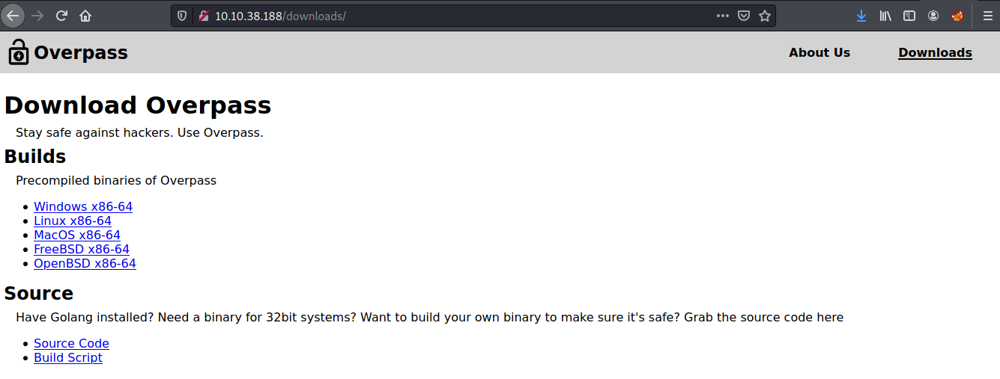 10.10.38.188/downloads/
Overpass
About Us
Downloads
Download Overpass
Stay safe against hackers. Use Overpass.
Builds
Precompiled binaries of Overpass
Windows x86-64
Linux x86-64
MacOS x86-64
FreeBSD x86-64
OpenBSD x86-64
Source
Have Golang installed? Need a binary for 32bit systems? Want to build your own binary to make sure it's safe? Grab the source code here
Source Code
Build Script